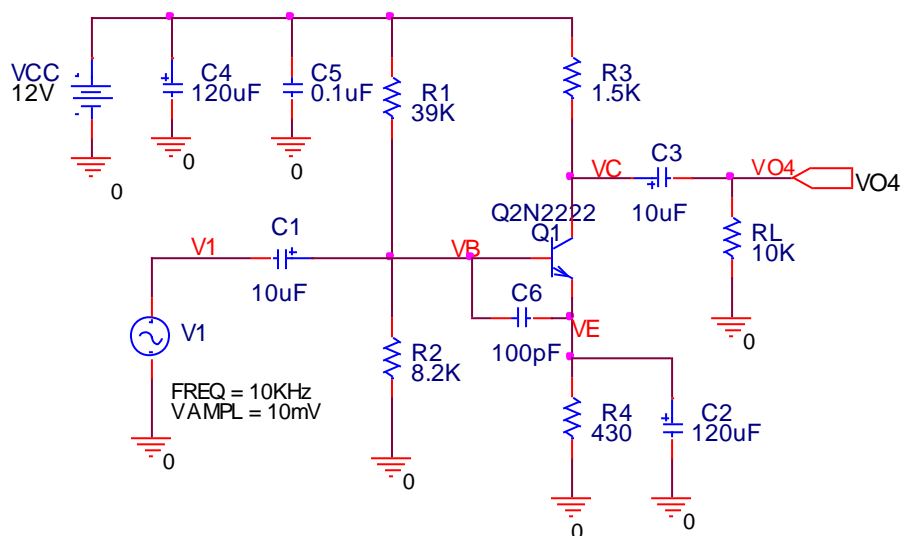 VCC
12V
C4
120uF
C5
0.1uF
R1
39K
R3
1.5K
0
0
0
VC
C3
10uF
VO4
VO4
RL
10K
0
Q2N2222
Q1
V1
C1
10uF
VB
C6
100pF
VE
V1
FREQ = 10KHz
VAMPL = 10mV
0
R2
8.2K
0
R4
430
0
C2
120uF
0